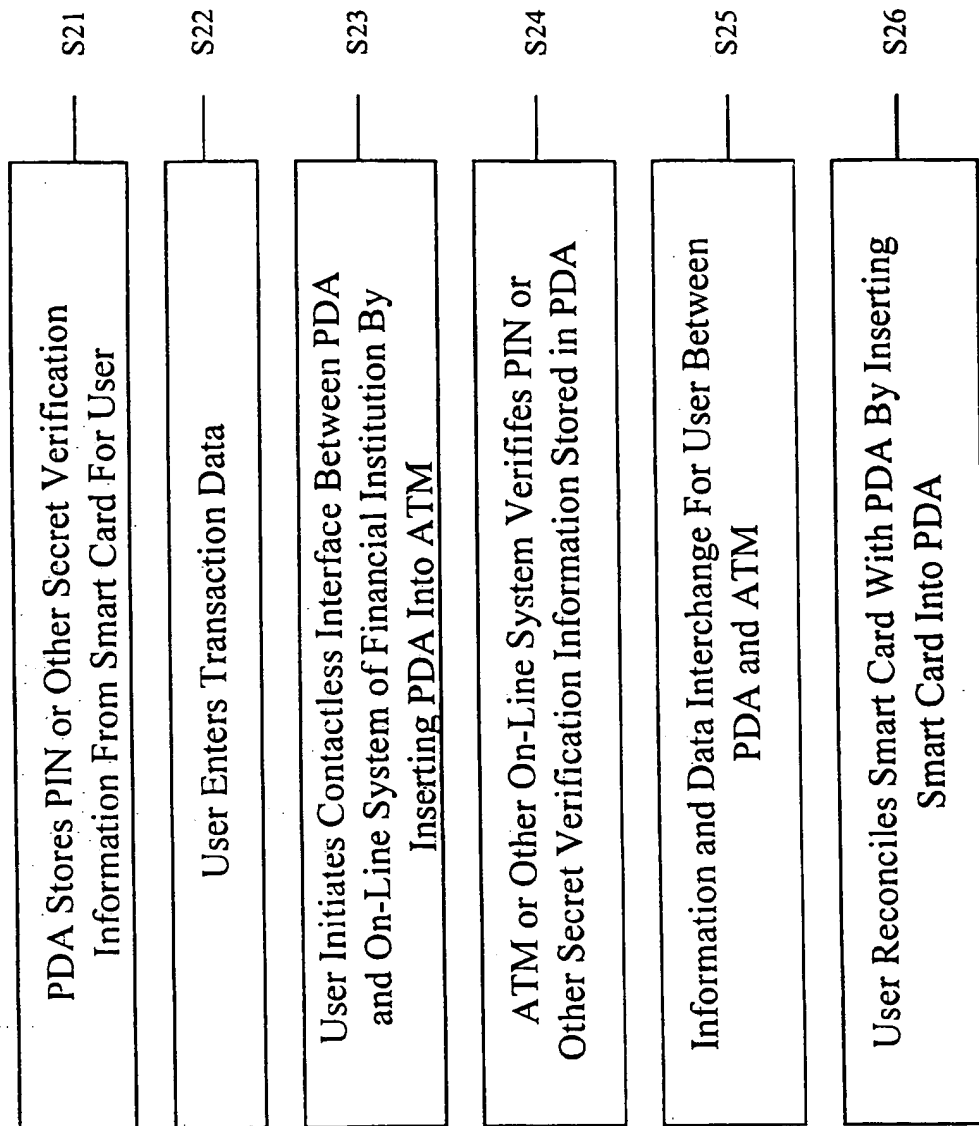 PDA Stores PIN or Other Secret Verification
Information From Smart Card For User
S21
User Enters Transaction Data
S22
User Initiates Contactless Interface Between PDA
and On-Line System of Financial Institution By
Inserting PDA Into ATM
S23
ATM or Other On-Line System Verififes PIN or
Other Secret Verification Information Stored in PDA
S24
Information and Data Interchange For User Between
PDA and ATM
S25
User Reconciles Smart Card With PDA By Inserting
Smart Card Into PDA
S26